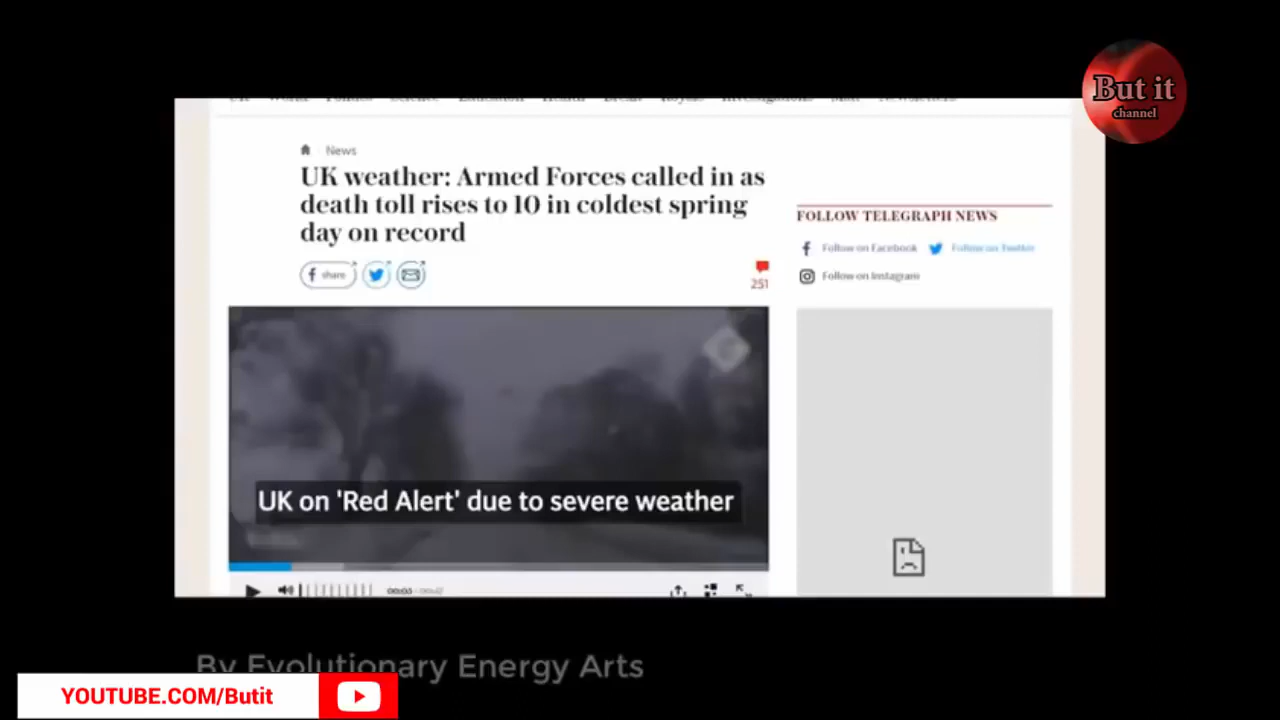 But it
channel
News
UK weather: Armed Forces called in as
death toll rises to 10 in coldest spring
day on record
share
251
FOLLOW TELEGRAPH NEWS
Follow on Facebook
Follow on Twitter
Follow on Instagram
UK on 'Red Alert' due to severe weather
00:03
By Evolutionary Energy Arts
YOUTUBE.COM/Butit